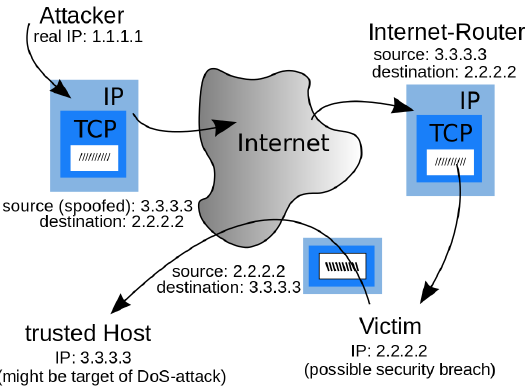 Attacker
real IP: 1.1.1.1
Internet-Router
source: 3.3.3.3
destination: 2.2.2.2
IP
TCP
//////////
Internet
IP
TCP
//////////
source (spoofed): 3.3.3.3
destination: 2.2.2.2
source: 2.2.2.2
destination: 3.3.3.3
\\\\\\\\\\
trusted Host
IP: 3.3.3.3
(might be target of DoS-attack)
Victim
IP: 2.2.2.2
(possible security breach)